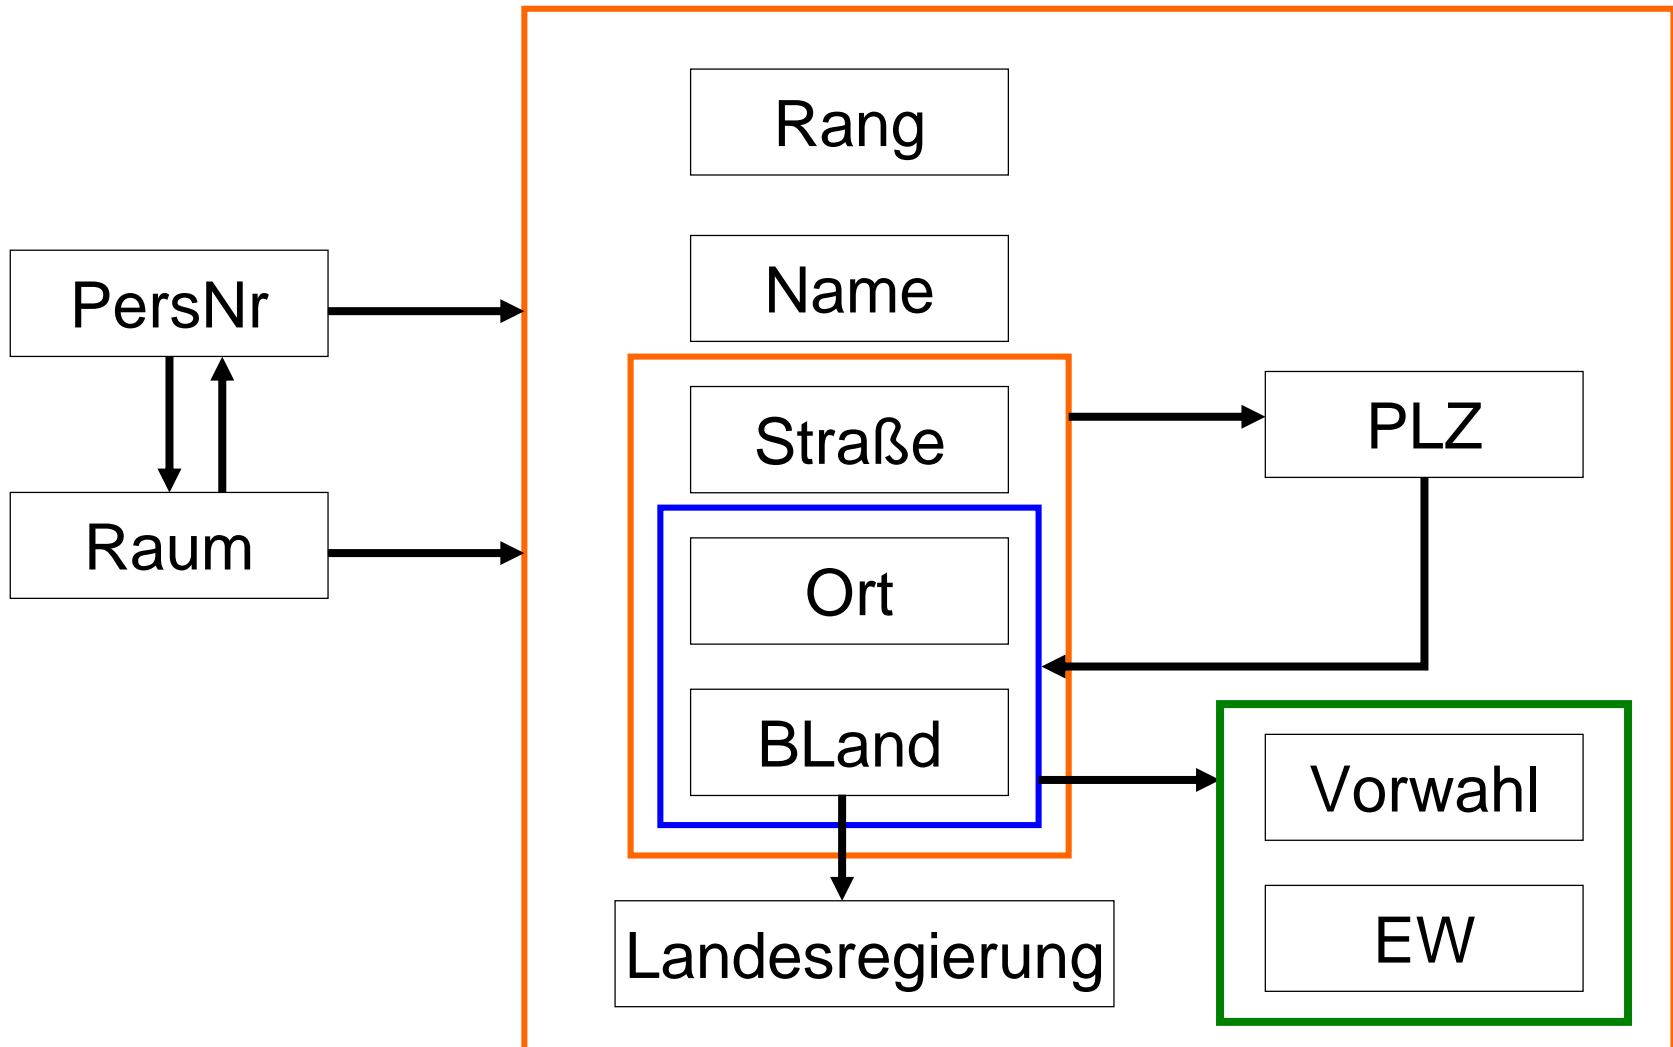 Rang
Name
PersNr
Straße
PLZ
Raum
Ort
BLand
Vorwahl
EW
Landesregierung